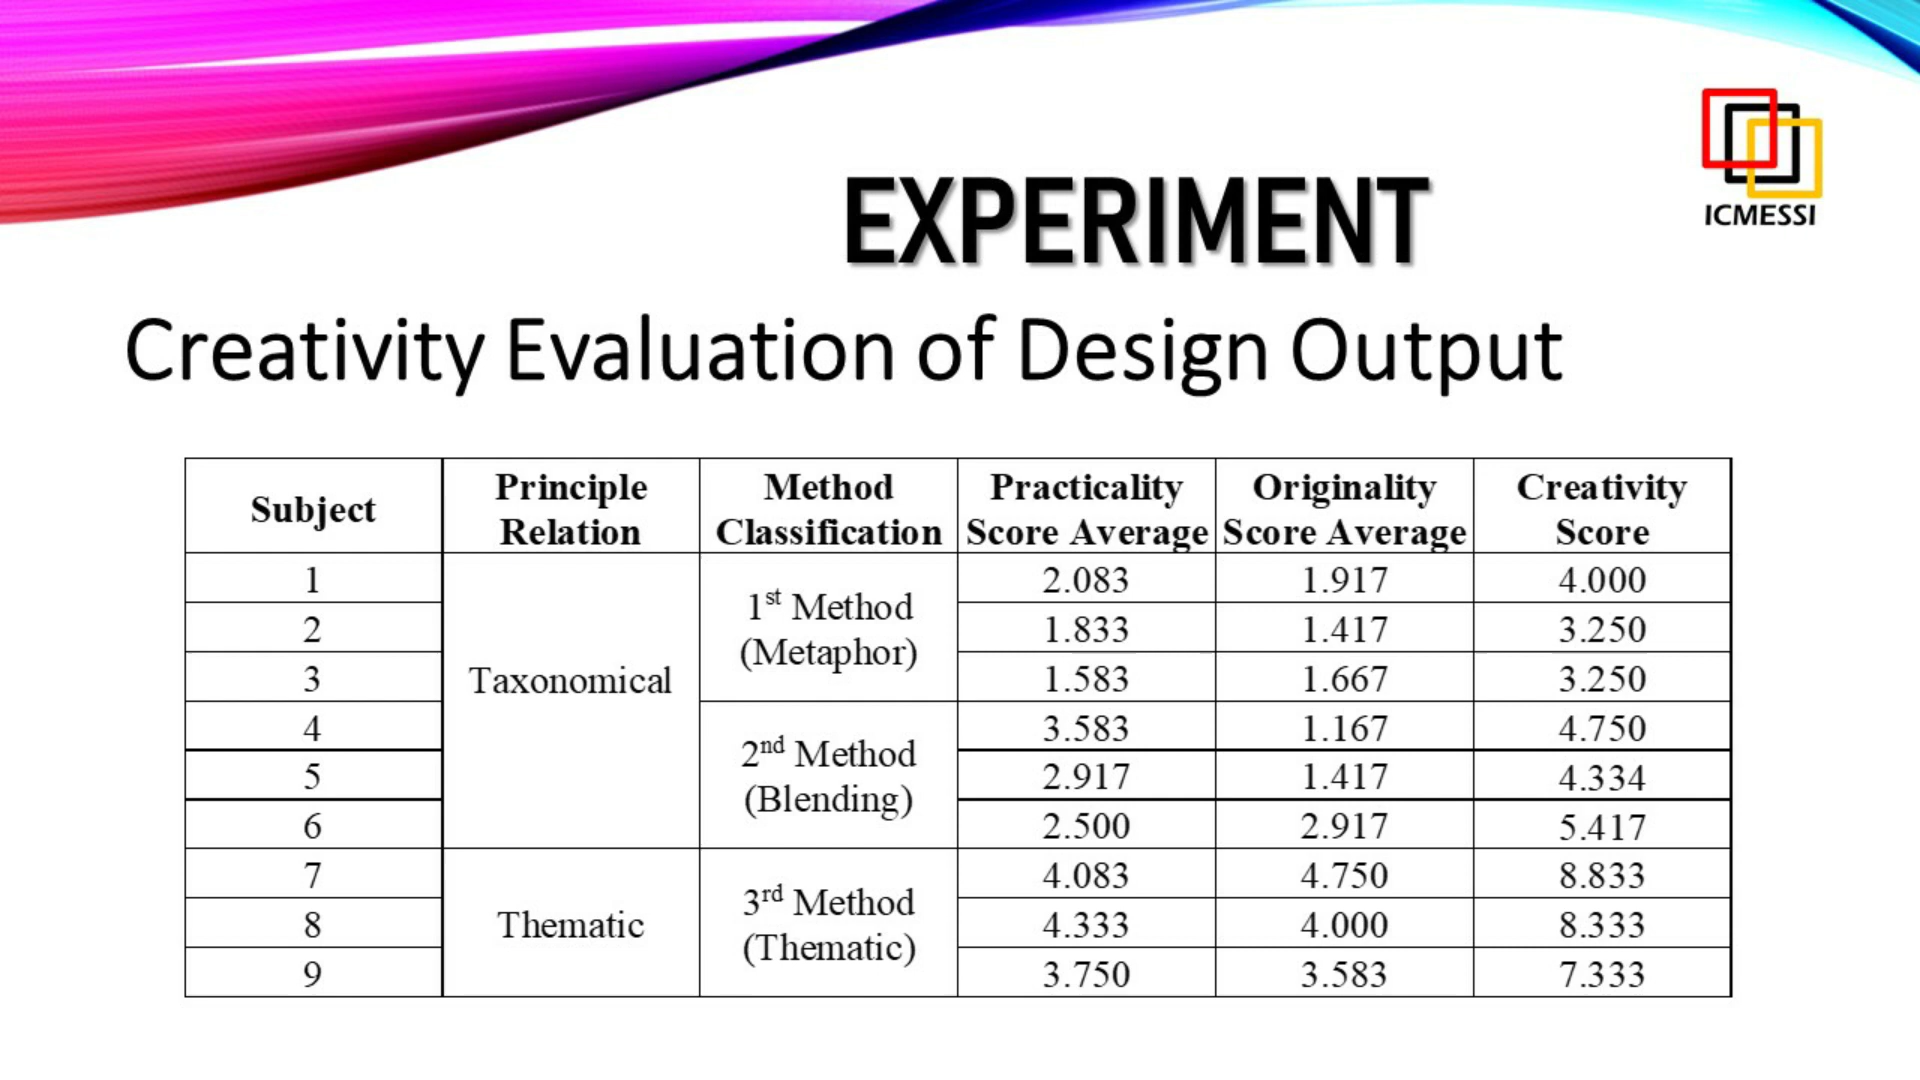 ICMESSI
EXPERIMENT
Creativity Evaluation of Design Output
Subject Principle Relation Method Classification Practicality Score Average Originality Score Average Creativity Score
1 Taxonomical 1st Method (Metaphor) 2.083 1.917 4.000
2 1.833 1.417 3.250
3 1.583 1.667 3.250
4 2nd Method (Blending) 3.583 1.167 4.750
5 2.917 1.417 4.334
6 2.500 2.917 5.417
7 Thematic 3rd Method (Thematic) 4.083 4.750 8.833
8 4.333 4.000 8.333
9 3.750 3.583 7.333